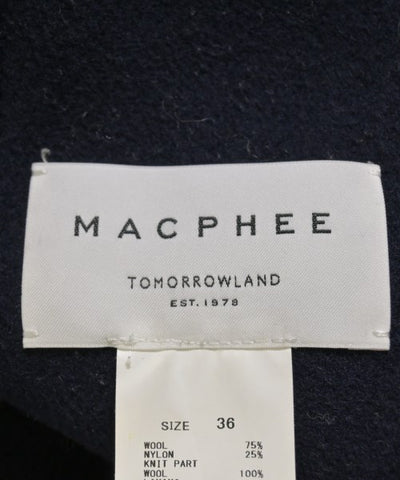 MACPHEE
TOMORROWLAND
EST. 1978
SIZE 36
WOOL 75%
NYLON 25%
KNIT PART
WOOL 100%